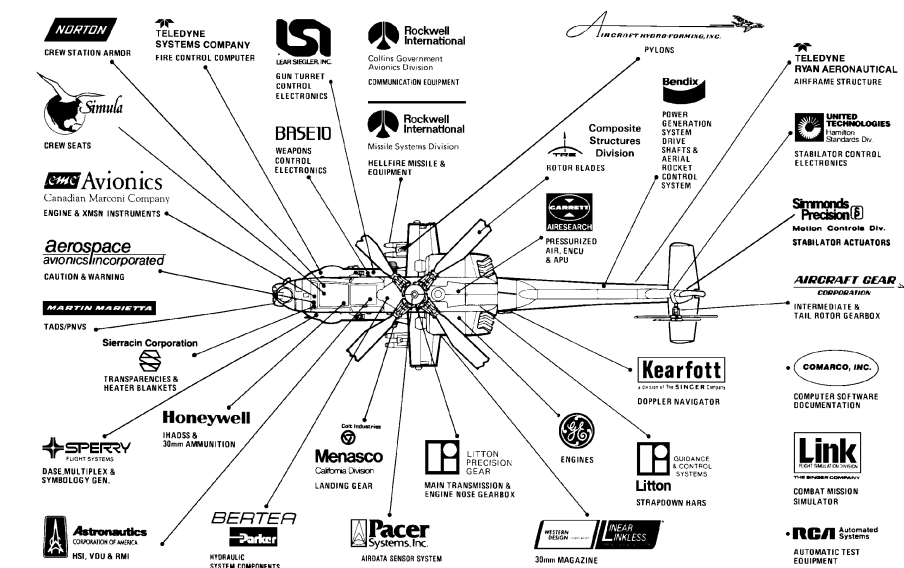 NORTON
CREW STATION ARMOR
TELEDYNE
SYSTEMS COMPANY
FIRE CONTROL COMPUTER
LSI
LEAR SIEGLER, INC.
GUN TURRET
CONTROL
ELECTRONICS
Rockwell
International
Collins Government
Avionics Division
COMMUNICATION EQUIPMENT
AIRCRAFT HYDRO-FORMING, INC.
PYLONS
TELEDYNE
RYAN AERONAUTICAL
AIRFRAME STRUCTURE
Simula
CREW SEATS
BASE10
WEAPONS
CONTROL
ELECTRONICS
Rockwell
International
Missile Systems Division
HELLFIRE MISSILE &
EQUIPMENT
TRE
Composite
Structures
Division
ROTOR BLADES
Bendix
POWER
GENERATION
SYSTEM
DRIVE
SHAFTS &
AERIAL
ROCKET
CONTROL
SYSTEM
UNITED
TECHNOLOGIES
Hamilton
Standards Div.
STABILATOR CONTROL
ELECTRONICS
CMC Avionics
Canadian Marconi Company
ENGINE & XMSN INSTRUMENTS
GARRETT
AIRESEARCH
PRESSURIZED
AIR, ENCU
& APU
Simmonds
Precision
Motion Controls Div.
STABILATOR ACTUATORS
aerospace
avionics incorporated
CAUTION & WARNING
AIRCRAFT GEAR
CORPORATION
INTERMEDIATE &
TAIL ROTOR GEARBOX
MARTIN MARIETTA
TADS/PNVS
Sierracin Corporation
TRANSPARENCIES &
HEATER BLANKETS
Kearfott
a division of The SINGER Company
DOPPLER NAVIGATOR
COMARCO, INC.
COMPUTER SOFTWARE
DOCUMENTATION
Honeywell
IHADSS &
30mm AMMUNITION
Colt Industries
Menasco
California Division
LANDING GEAR
LITTON
PRECISION
GEAR
MAIN TRANSMISSION &
ENGINE NOSE GEARBOX
GE
ENGINES
GUIDANCE
& CONTROL
SYSTEMS
Litton
STRAPDOWN HARS
Link
FLIGHT SIMULATION DIVISION
THE SINGER COMPANY
COMBAT MISSION
SIMULATOR
SPERRY
FLIGHT SYSTEMS
DASE, MULTIPLEX &
SYMBOLOGY GEN.
Astronautics
CORPORATION OF AMERICA
HSI, VDU & RMI
BERTEA
Parker
HYDRAULIC
SYSTEM COMPONENTS
Pacer
Systems, Inc.
AIRDATA SENSOR SYSTEM
WESTERN
DESIGN
LINEAR
LINKLESS
30mm MAGAZINE
RCA Automated
Systems
AUTOMATIC TEST
EQUIPMENT